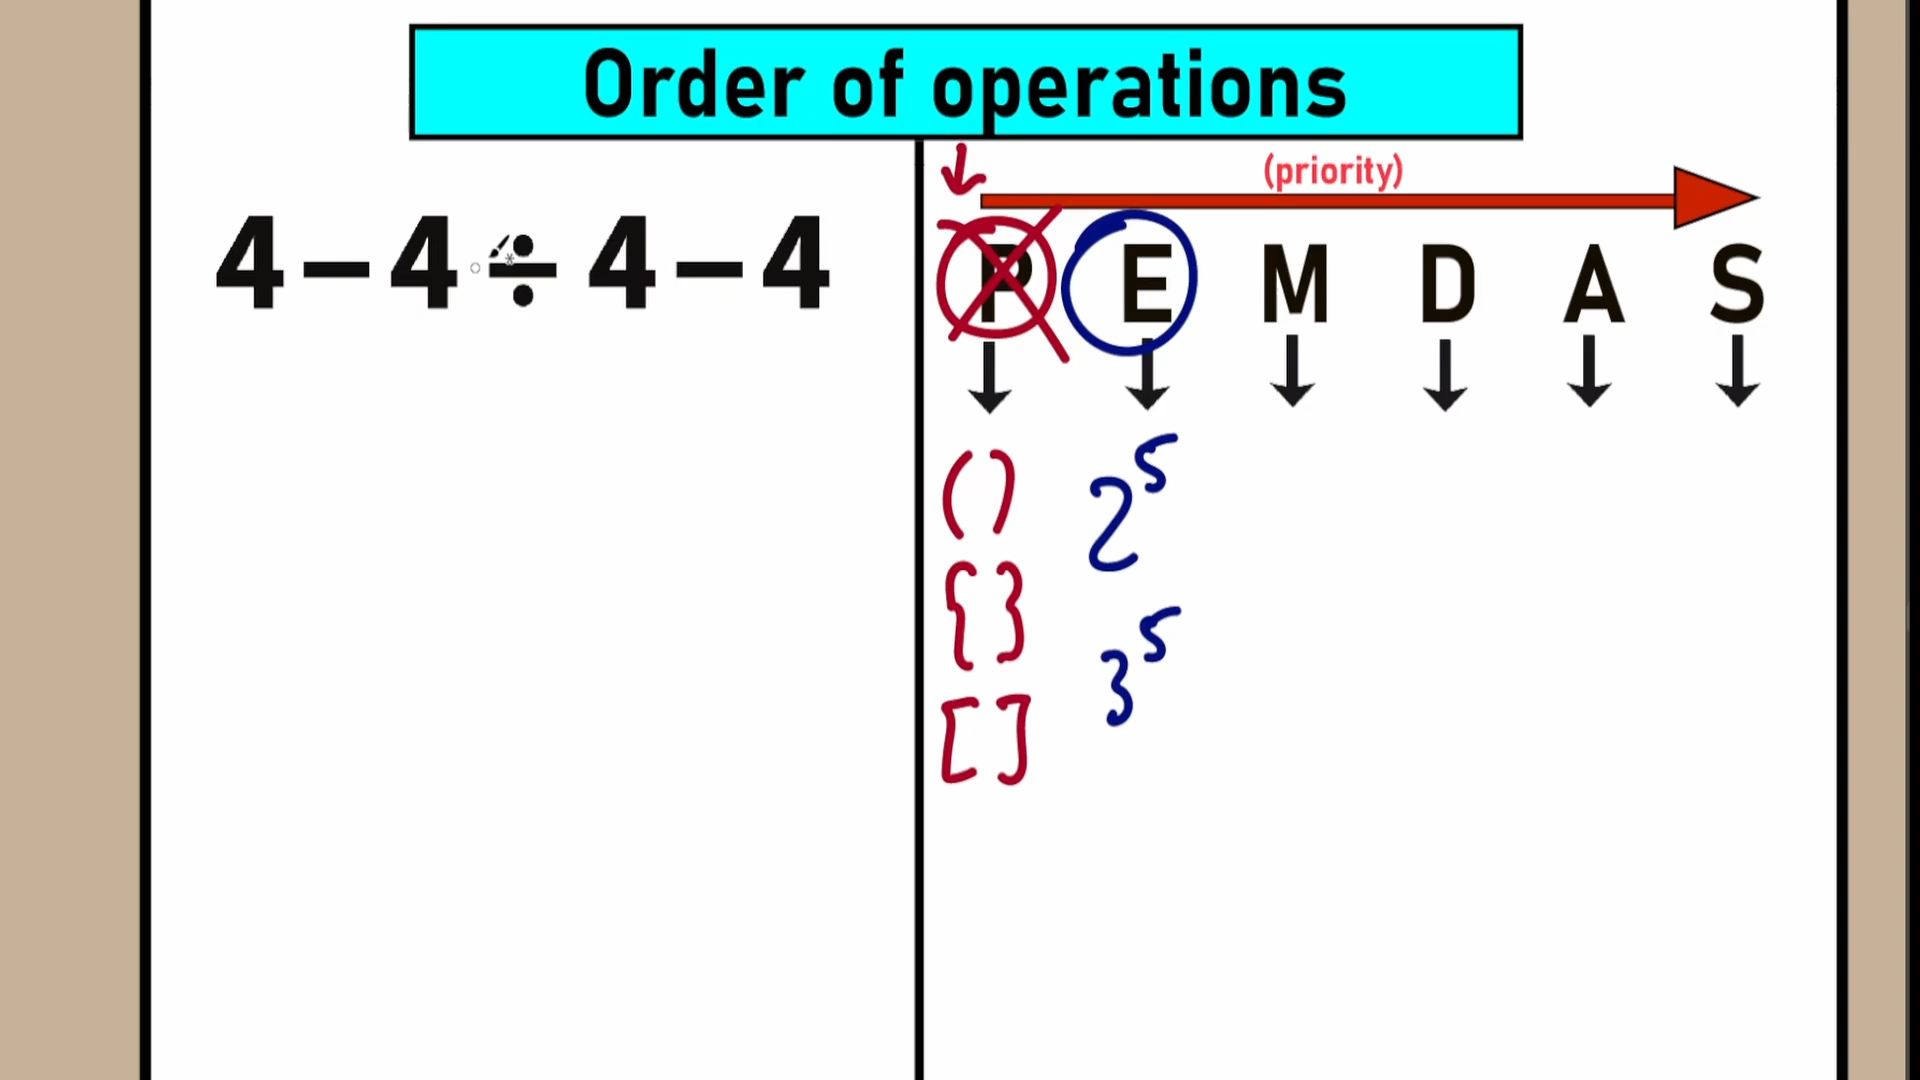 Order of operations
(priority)
4–4÷4–4
P E M D A S
( ) 2⁵
{ } 3⁵
[ ]